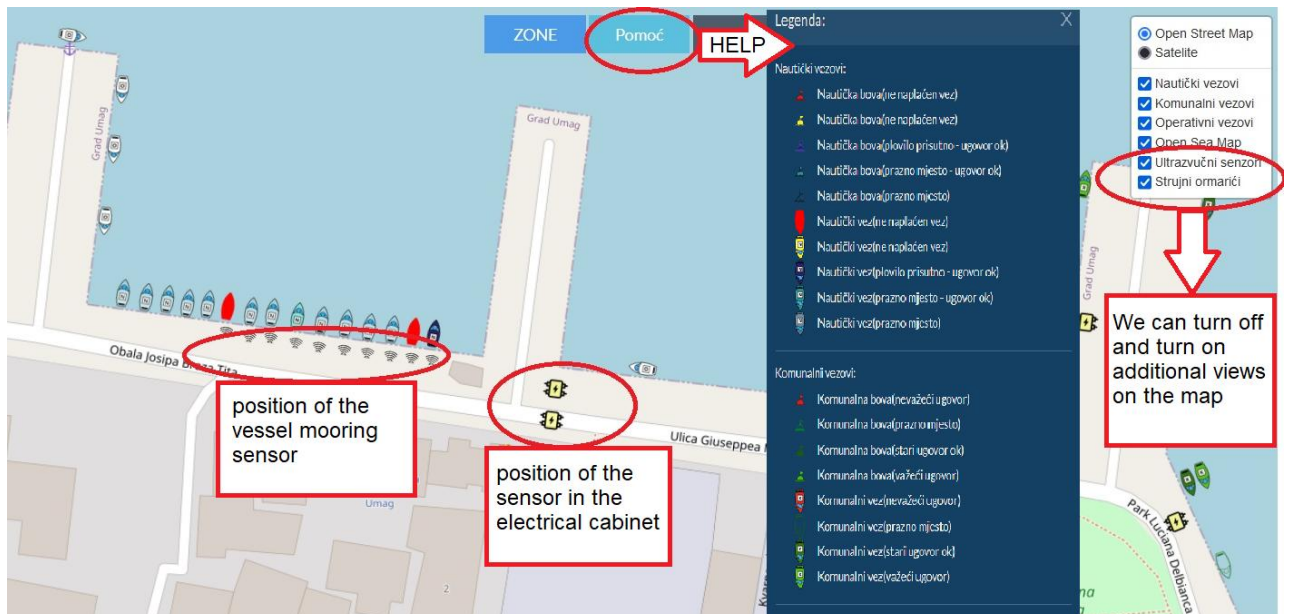 ZONE
Pomoć
HELP
Legenda:
X
Nautički vezovi:
Nautička bova(ne naplaćen vez)
Nautička bova(ne naplaćen vez)
Nautička bova(plovilo prisutno - ugovor ok)
Nautička bova(prazno mjesto - ugovor ok)
Nautička bova(prazno mjesto)
Nautički vez(ne naplaćen vez)
Nautički vez(ne naplaćen vez)
Nautički vez(plovilo prisutno - ugovor ok)
Nautički vez(prazno mjesto - ugovor ok)
Nautički vez(prazno mjesto)
Komunalni vezovi:
Komunalna bova(nevažeći ugovor)
Komunalna bova(prazno mjesto)
Komunalna bova(stari ugovor ok)
Komunalna bova(važeći ugovor)
Komunalni vez(nevažeći ugovor)
Komunalni vez(prazno mjesto)
Komunalni vez(stari ugovor ok)
Komunalni vez(važeći ugovor)
Open Street Map
Satelite
Nautički vezovi
Komunalni vezovi
Operativni vezovi
Open Sea Map
Ultrazvučni senzori
Strujni ormarići
We can turn off
and turn on
additional views
on the map
Grad Umag
Grad Umag
Grad Umag
Obala Josipa Broza Tita
position of the
vessel mooring
sensor
position of the
sensor in the
electrical cabinet
Ulica Giuseppea
Umag
2
Park Luciana Delbianca